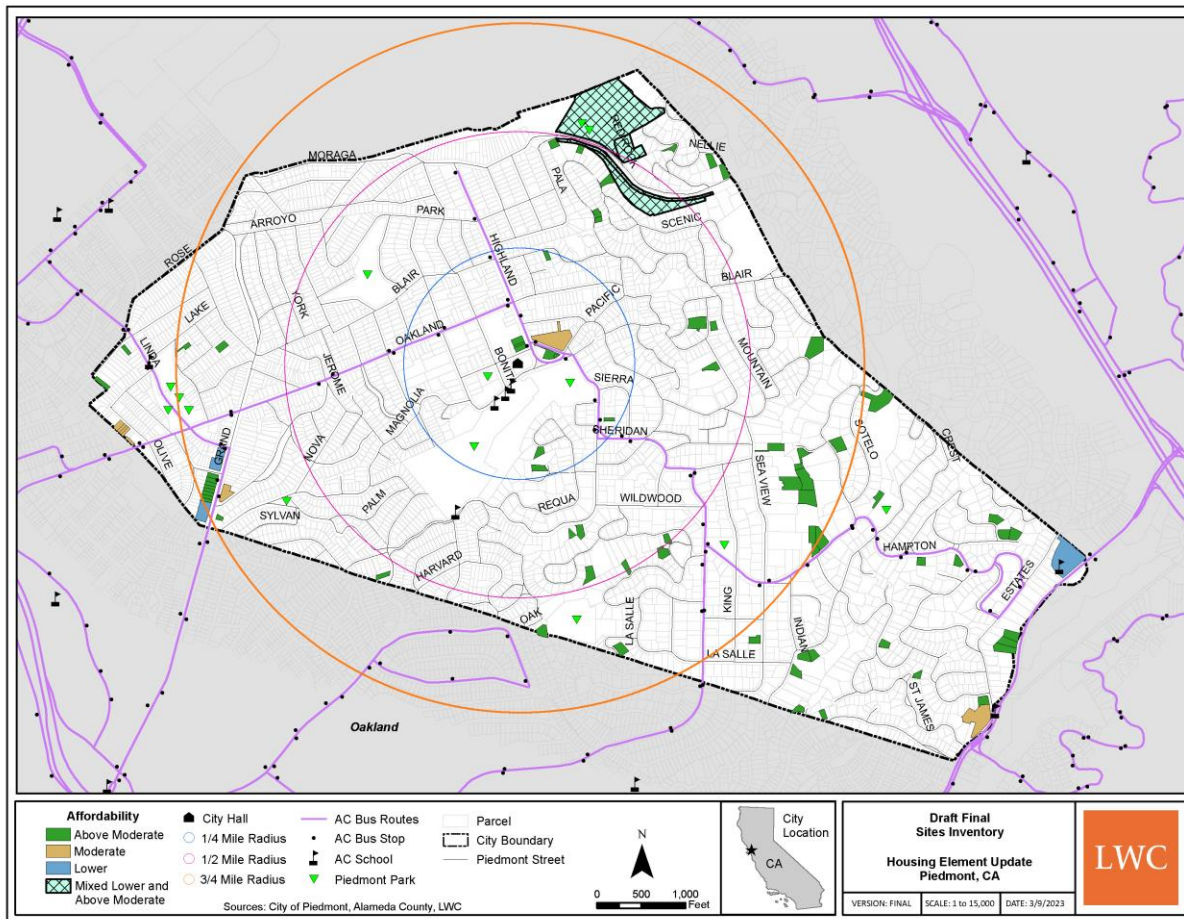 MORAGA
REDROCK
NELLIE
PALA
ARROYO
PARK
SCENIC
HIGHLAND
ROSE
BLAIR
BLAIR
PACIFIC
LAKE
YORK
OAKLAND
LINDA
MOUNTAIN
JEROME
BONITA
SIERRA
MAGNOLIA
SHERIDAN
SOTELO
CREST
OLIVE
GRAND
NOVA
SEA VIEW
PALM
REQUA
WILDWOOD
SYLVAN
HAMPTON
HARVARD
ESTATES
OAK
LA SALLE
KING
INDIAN
LA SALLE
ST JAMES
Oakland
Affordability
Above Moderate
Moderate
Lower
Mixed Lower and
Above Moderate
City Hall
1/4 Mile Radius
1/2 Mile Radius
3/4 Mile Radius
AC Bus Routes
AC Bus Stop
AC School
Piedmont Park
Parcel
City Boundary
Piedmont Street
Sources: City of Piedmont, Alameda County, LWC
N
0 500 1,000
Feet
City
Location
CA
Draft Final
Sites Inventory
Housing Element Update
Piedmont, CA
VERSION: FINAL
SCALE: 1 to 15,000
DATE: 3/9/2023
LWC